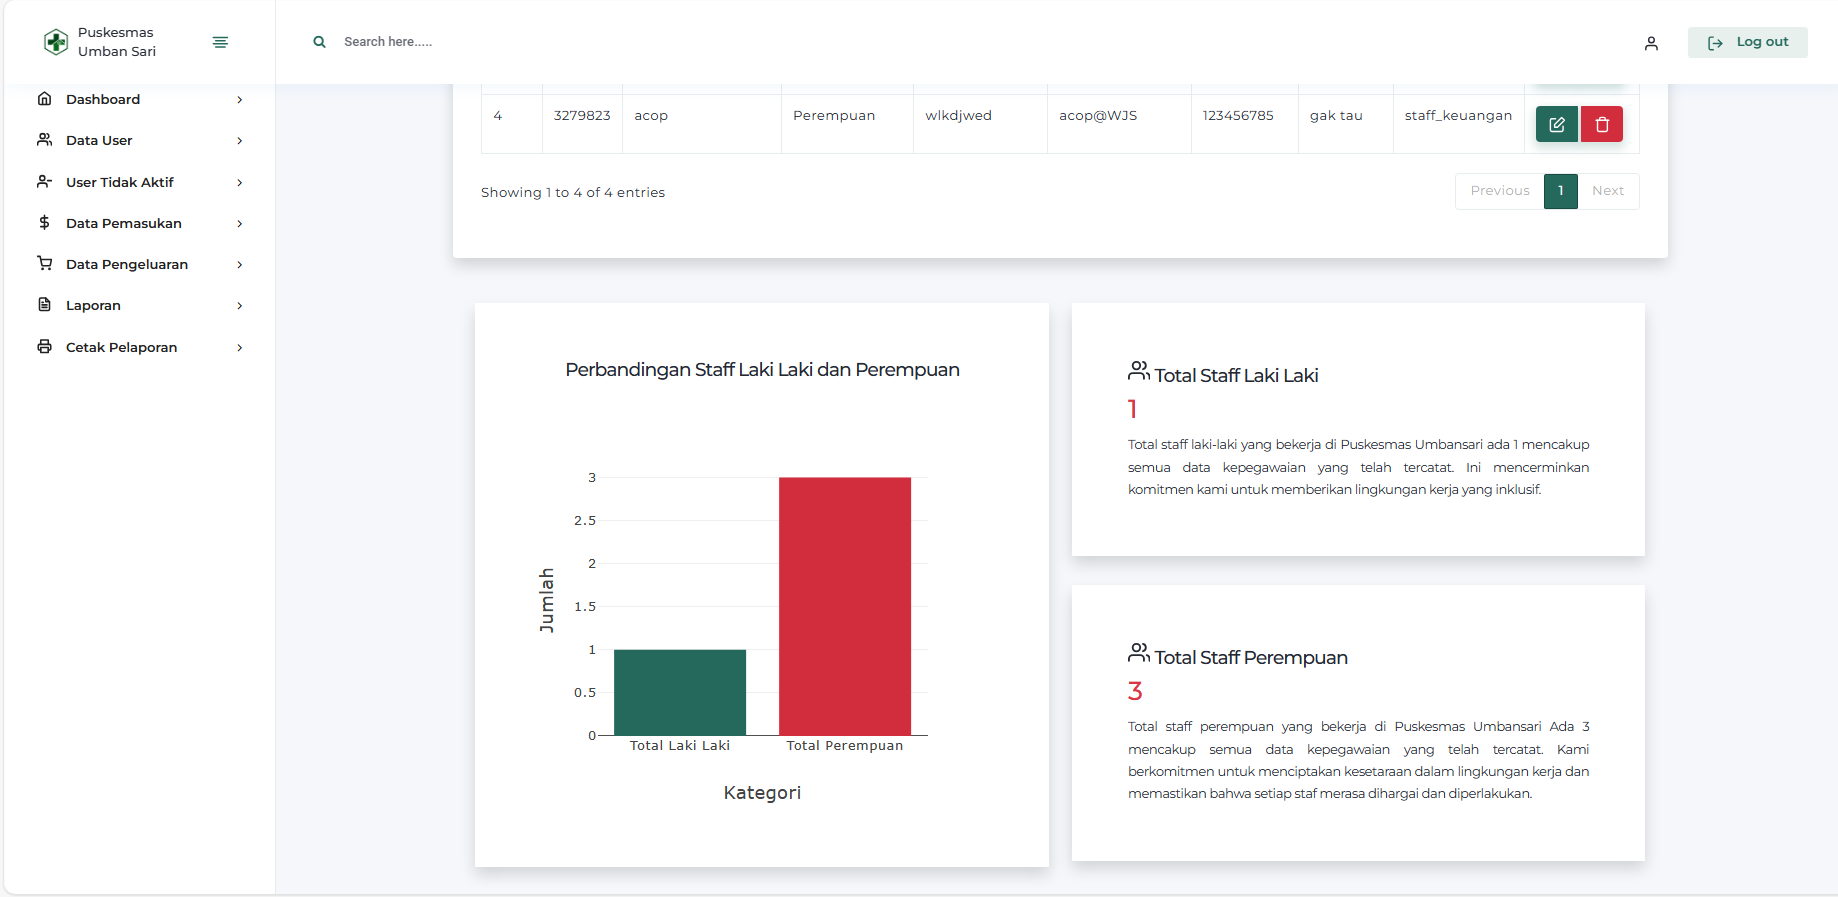 Puskesmas
Umban Sari
Search here.....
Log out
Dashboard
Data User
User Tidak Aktif
Data Pemasukan
Data Pengeluaran
Laporan
Cetak Pelaporan
4 3279823 acop Perempuan wlkdjwed acop@WJS 123456785 gak tau staff_keuangan
Showing 1 to 4 of 4 entries
Previous 1 Next
Perbandingan Staff Laki Laki dan Perempuan
3
2.5
2
1.5
1
0.5
0
Jumlah
Total Laki Laki Total Perempuan
Kategori
Total Staff Laki Laki
1
Total staff laki-laki yang bekerja di Puskesmas Umbansari ada 1 mencakup
semua data kepegawaian yang telah tercatat. Ini mencerminkan
komitmen kami untuk memberikan lingkungan kerja yang inklusif.
Total Staff Perempuan
3
Total staff perempuan yang bekerja di Puskesmas Umbansari Ada 3
mencakup semua data kepegawaian yang telah tercatat. Kami
berkomitmen untuk menciptakan kesetaraan dalam lingkungan kerja dan
memastikan bahwa setiap staf merasa dihargai dan diperlakukan.